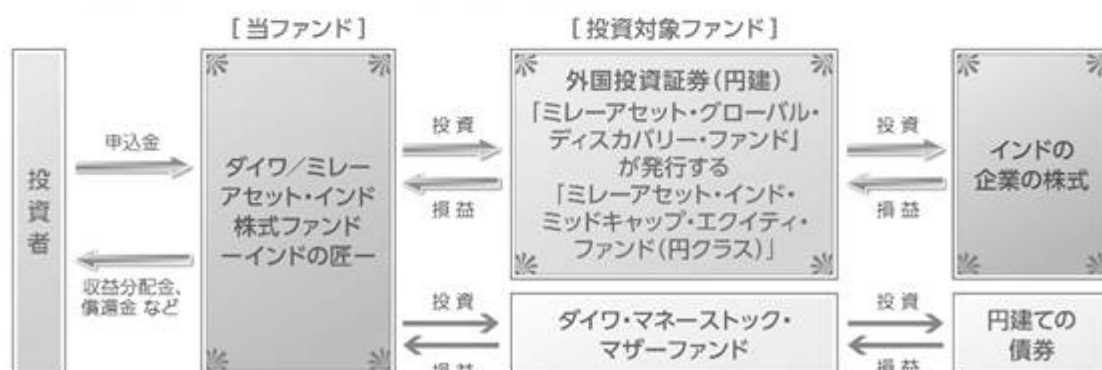 [当ファンド]
[投資対象ファンド]
投資者
申込金
収益分配金、
償還金 など
ダイワ/ミレー
アセット・インド
株式ファンド
ーインドの匠ー
投資
損益
外国投資証券(円建)
「ミレーアセット・グローバル・
ディスカバリー・ファンド」
が発行する
「ミレーアセット・インド・
ミッドキャップ・エクイティ・
ファンド(円クラス)」
投資
損益
インドの
企業の株式
投資
損益
ダイワ・マネーストック・
マザーファンド
投資
損益
円建ての
債券